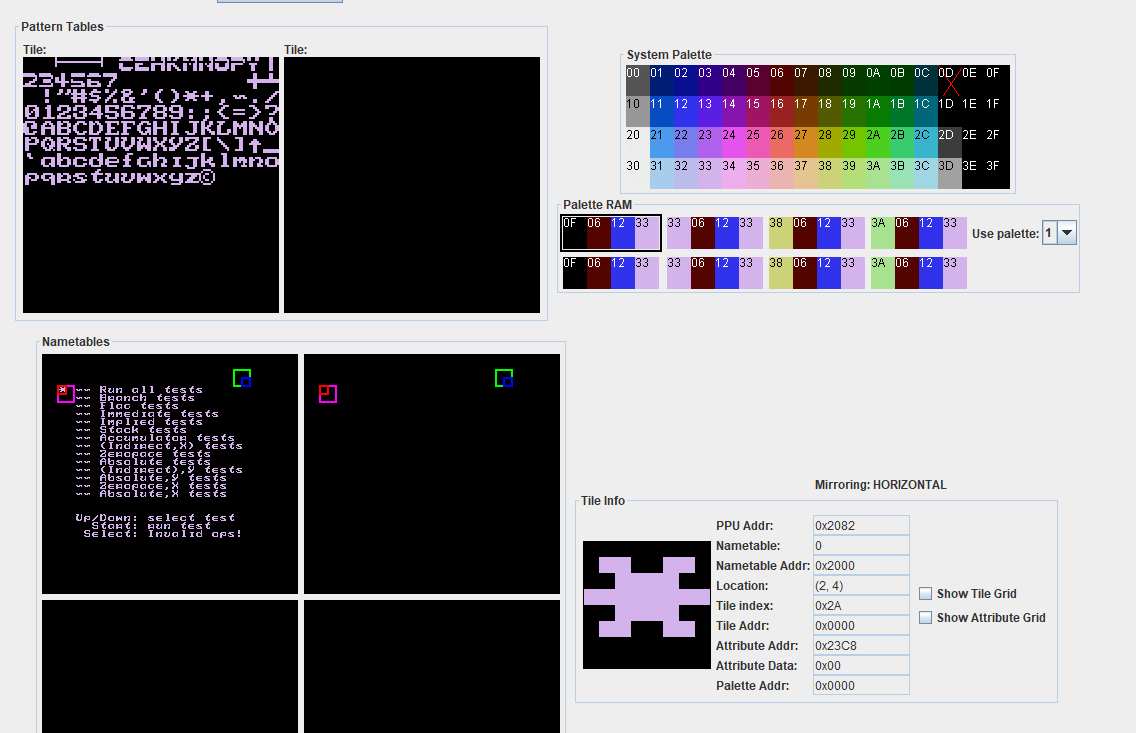 Pattern Tables
Tile:
Tile:
CEHKMNOPY!
234567
!"#$%&'()*+,-./
0123456789:;<=>?
@ABCDEFGHIJKLMNO
PQRSTUVWXYZ[\]↑_
`abcdefghijklmno
pqrstuvwxyz©
System Palette
00 01 02 03 04 05 06 07 08 09 0A 0B 0C 0D 0E 0F
10 11 12 13 14 15 16 17 18 19 1A 1B 1C 1D 1E 1F
20 21 22 23 24 25 26 27 28 29 2A 2B 2C 2D 2E 2F
30 31 32 33 34 35 36 37 38 39 3A 3B 3C 3D 3E 3F
Palette RAM
0F 06 12 33 33 06 12 33 38 06 12 33 3A 06 12 33
Use palette: 1
0F 06 12 33 33 06 12 33 38 06 12 33 3A 06 12 33
Nametables
* -- Run all tests
-- Branch tests
-- Flag tests
-- Immediate tests
-- Implied tests
-- Stack tests
-- Accumulator tests
-- (Indirect,X) tests
-- Zeropage tests
-- Absolute tests
-- (Indirect),Y tests
-- Absolute,Y tests
-- Zeropage,X tests
-- Absolute,X tests
Up/Down: select test
Start: run test
Select: Invalid ops!
Mirroring: HORIZONTAL
Tile Info
PPU Addr: 0x2082
Nametable: 0
Nametable Addr: 0x2000
Location: (2, 4)
Tile index: 0x2A
Tile Addr: 0x0000
Attribute Addr: 0x23C8
Attribute Data: 0x00
Palette Addr: 0x0000
Show Tile Grid
Show Attribute Grid